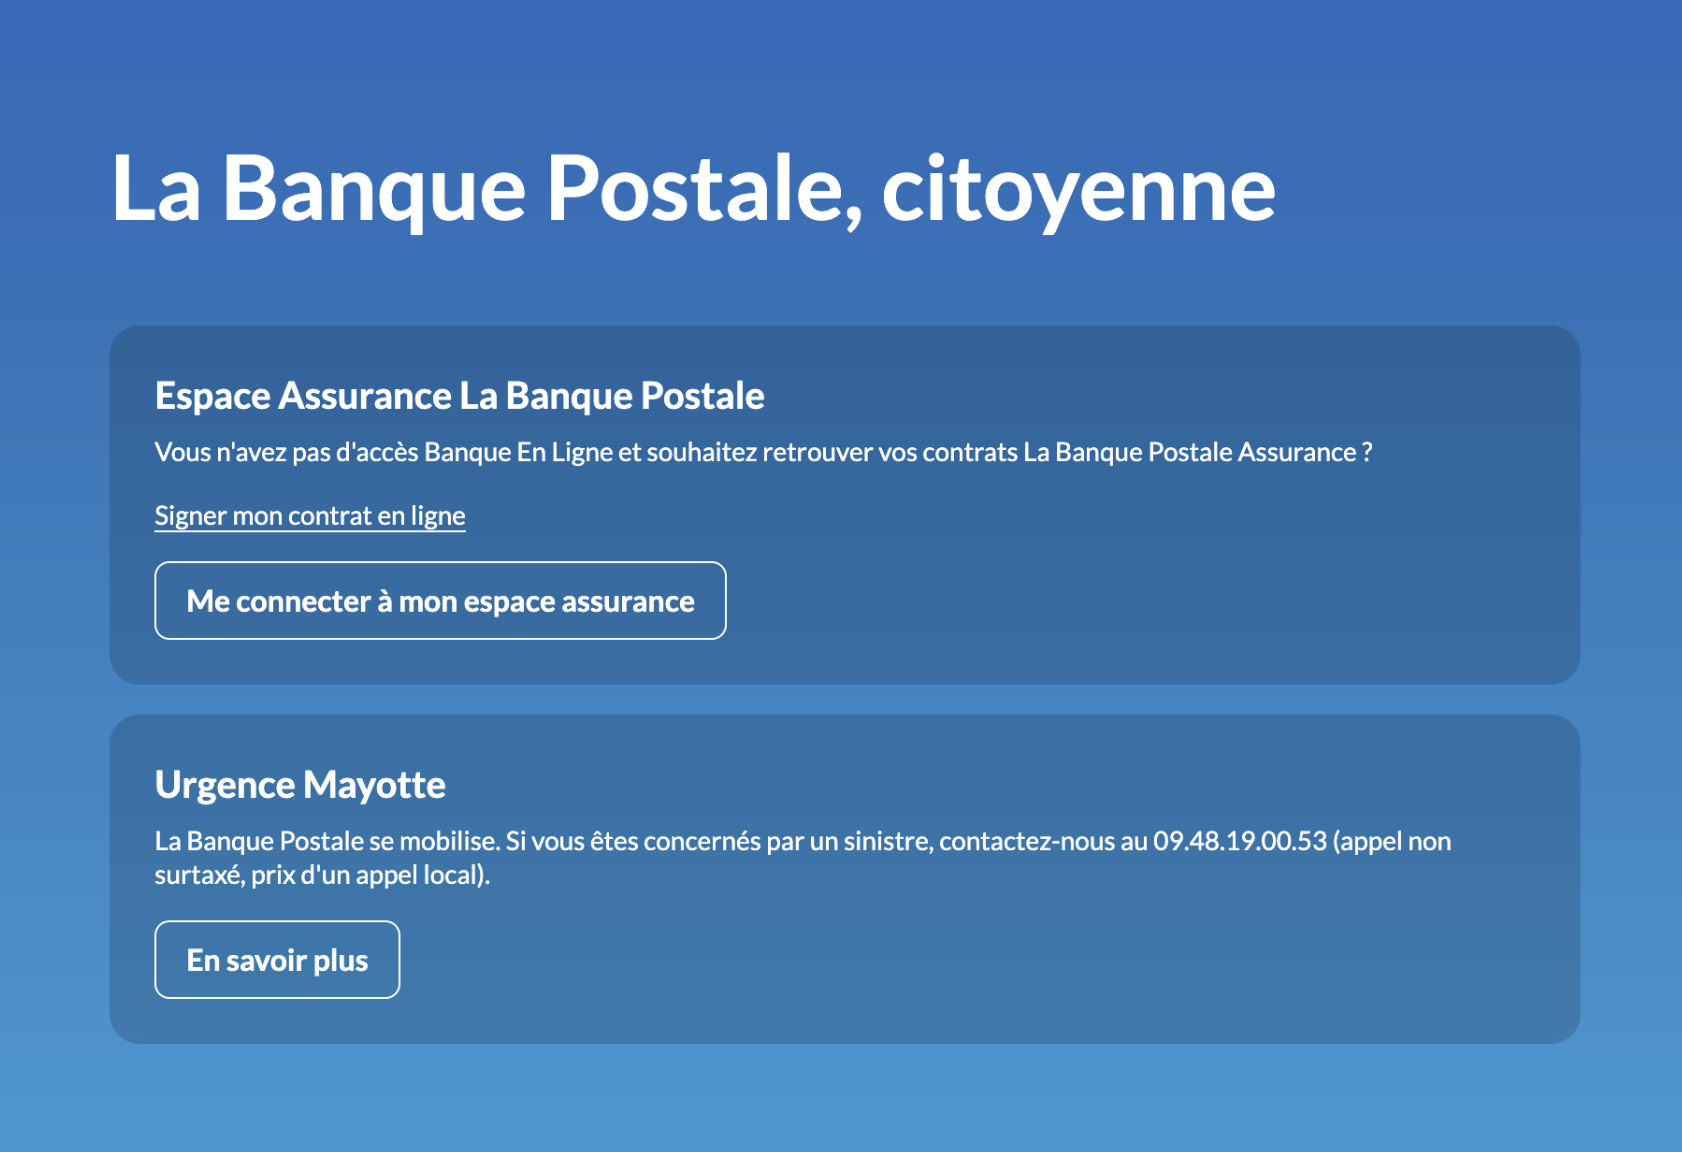 La Banque Postale, citoyenne
Espace Assurance La Banque Postale
Vous n'avez pas d'accès Banque En Ligne et souhaitez retrouver vos contrats La Banque Postale Assurance ?
Signer mon contrat en ligne
Me connecter à mon espace assurance
Urgence Mayotte
La Banque Postale se mobilise. Si vous êtes concernés par un sinistre, contactez-nous au 09.48.19.00.53 (appel non
surtaxé, prix d'un appel local).
En savoir plus